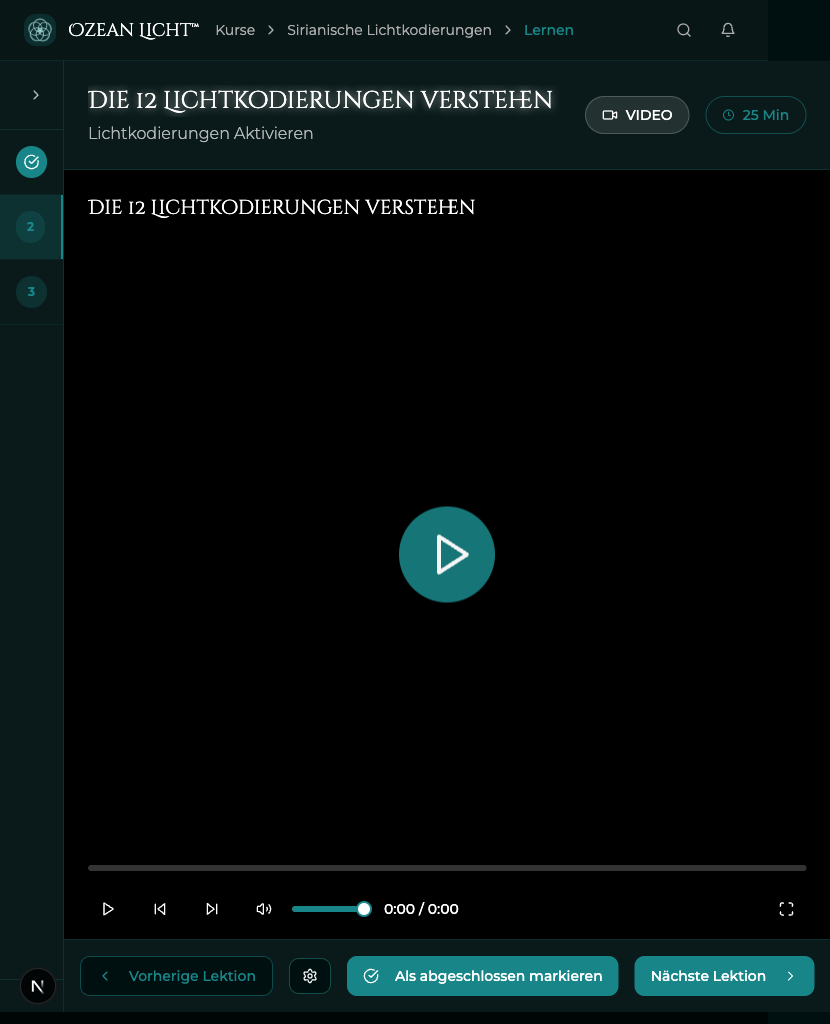 Ozean Licht™ Kurse > Sirianische Lichtkodierungen > Lernen
Die 12 Lichtkodierungen verstehen
Lichtkodierungen Aktivieren
VIDEO
25 Min
2
3
Die 12 Lichtkodierungen verstehen
0:00 / 0:00
N
Vorherige Lektion
Als abgeschlossen markieren
Nächste Lektion